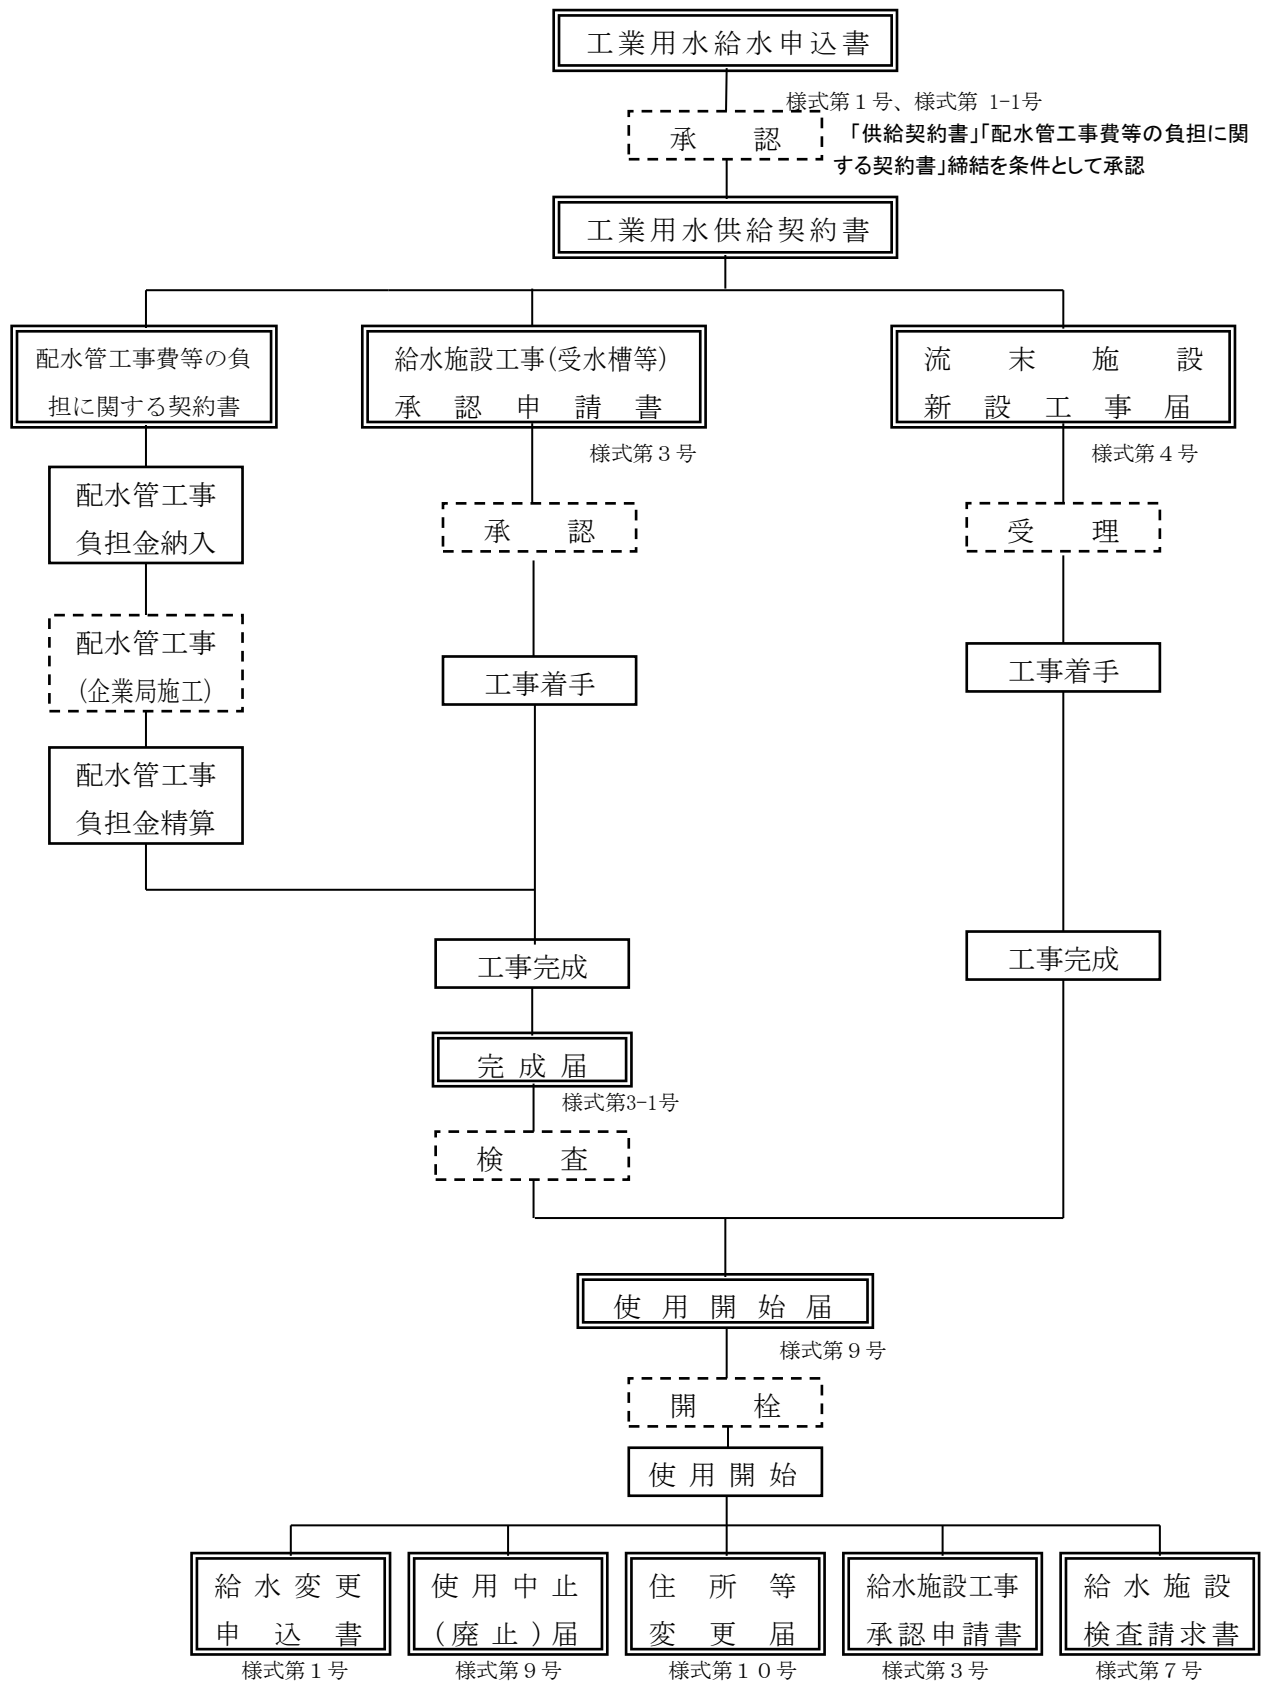 工業用水給水申込書
様式第１号、様式第 1-1号
承　認
「供給契約書」「配水管工事費等の負担に関
する契約書」締結を条件として承認
工業用水供給契約書
配水管工事費等の負
担に関する契約書
給水施設工事(受水槽等)
承認申請書
様式第３号
流末施設
新設工事届
様式第４号
配水管工事
負担金納入
承　認
受　理
配水管工事
(企業局施工)
工事着手
工事着手
配水管工事
負担金精算
工事完成
工事完成
完成届
様式第3-1号
検　査
使用開始届
様式第９号
開　栓
使用開始
給水変更
申込書
様式第１号
使用中止
(廃止)届
様式第９号
住所等
変更届
様式第１０号
給水施設工事
承認申請書
様式第３号
給水施設
検査請求書
様式第７号